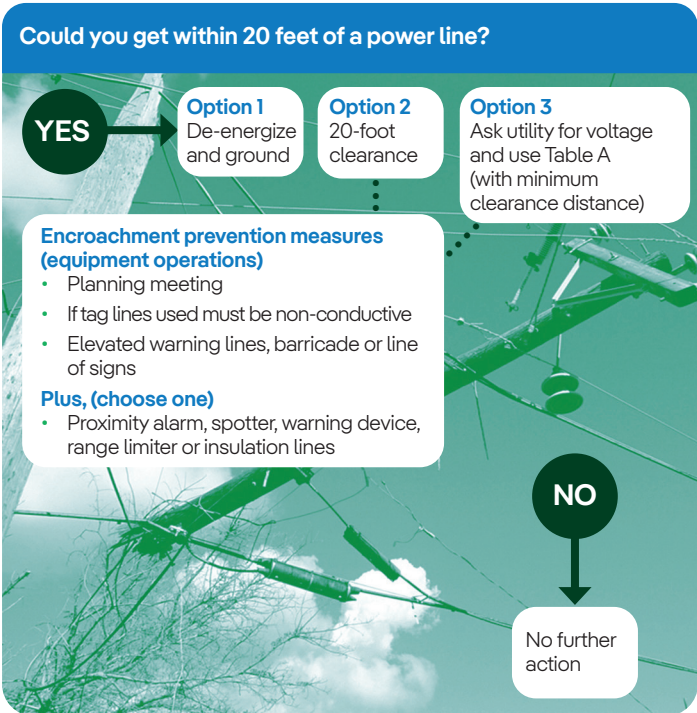 Could you get within 20 feet of a power line?
YES
Option 1
De-energize
and ground
Option 2
20-foot
clearance
Option 3
Ask utility for voltage
and use Table A
(with minimum
clearance distance)
Encroachment prevention measures
(equipment operations)
• Planning meeting
• If tag lines used must be non-conductive
• Elevated warning lines, barricade or line
of signs
Plus, (choose one)
• Proximity alarm, spotter, warning device,
range limiter or insulation lines
NO
No further
action